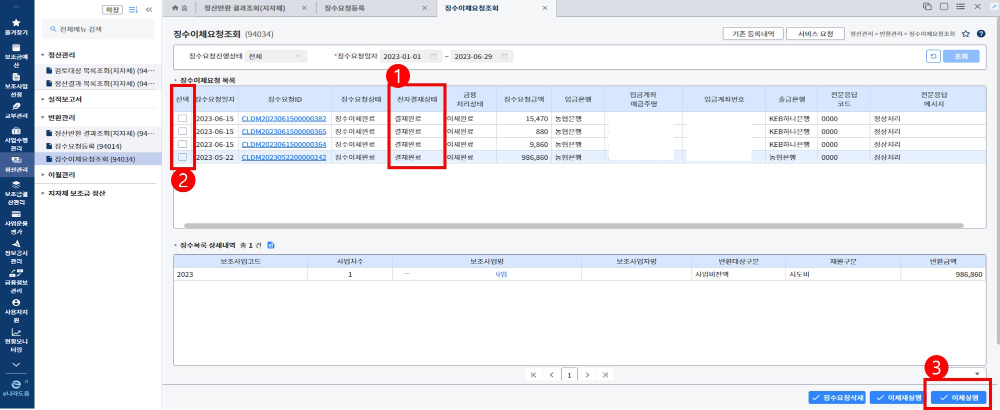 즐겨찾기
보조금예
산
보조사업
선정
교부관리
사업수행
관리
정산관리
보조금결
산관리
사업운용
평가
정보공시
관리
금융정보
관리
사용자지
원
현황모니
터링
e나라도움
확장
전체메뉴 검색
정산관리
검토대상 목록조회(지자체) (94···
정산결과 목록조회(지자체) (94···
실적보고서
반환관리
정산반환 결과조회(지자체) (94···
징수요청등록 (94014)
징수이체요청조회 (94034)
이월관리
지자체 보조금 정산
홈 정산반환 결과조회(지자체) 징수요청등록 징수이체요청조회
징수이체요청조회 (94034) 기존 등록내역 서비스 요청 정산관리 > 반환관리 > 징수이체요청조회
징수요청진행상태 전체 *징수요청일자 2023-01-01 ~ 2023-06-29 조회
1
징수이체요청 목록
선택 징수요청일자 징수요청ID 징수요청상태 전자결재상태 금융 처리상태 징수요청금액 입금은행 입금계좌 예금주명 입금계좌번호 출금은행 전문응답 코드 전문응답 메시지
2023-06-15 CLDM2023061500000382 징수이체완료 결재완료 이체완료 15,470 농협은행 KEB하나은행 0000 정상처리
2023-06-15 CLDM2023061500000365 징수이체완료 결재완료 이체완료 880 농협은행 KEB하나은행 0000 정상처리
2023-06-15 CLDM2023061500000364 징수이체완료 결재완료 이체완료 9,860 농협은행 KEB하나은행 0000 정상처리
2023-05-22 CLDM2023052200000242 징수이체완료 결재완료 이체완료 986,860 농협은행 농협은행 0000 정상처리
2
징수목록 상세내역 총 1 건
보조사업코드 사업차수 보조사업명 보조사업자명 반환대상구분 재원구분 반환금액
2023 1 사업 사업비잔액 시도비 986,860
1
3
징수요청삭제 이체재실행 이체실행